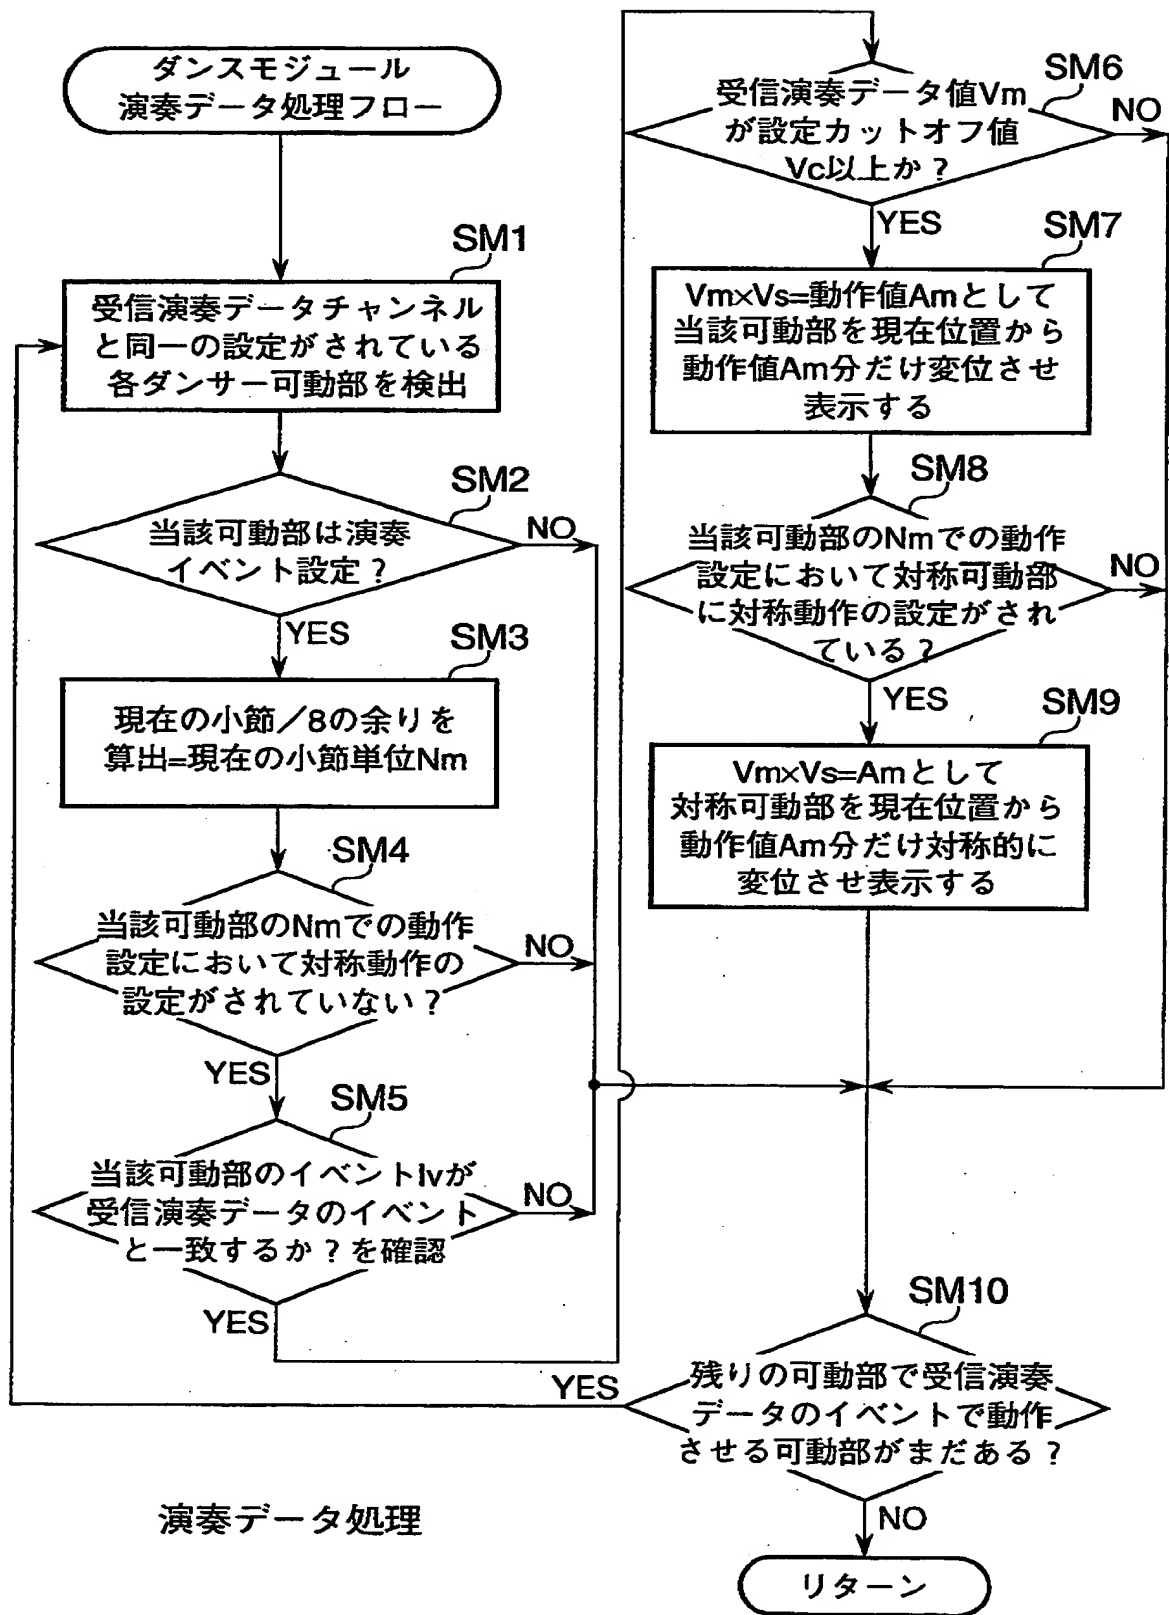 ダンスモジュール
演奏データ処理フロー
SM1
受信演奏データチャンネル
と同一の設定がされている
各ダンサー可動部を検出
SM2
当該可動部は演奏
イベント設定？
NO
YES
SM3
現在の小節／8の余りを
算出=現在の小節単位Nm
SM4
当該可動部のNmでの動作
設定において対称動作の
設定がされていない？
NO
YES
SM5
当該可動部のイベントIvが
受信演奏データのイベント
と一致するか？を確認
NO
YES
SM6
受信演奏データ値Vm
が設定カットオフ値
Vc以上か？
NO
YES
SM7
Vm×Vs=動作値Amとして
当該可動部を現在位置から
動作値Am分だけ変位させ
表示する
SM8
当該可動部のNmでの動作
設定において対称可動部
に対称動作の設定がされ
ている？
NO
YES
SM9
Vm×Vs=Amとして
対称可動部を現在位置から
動作値Am分だけ対称的に
変位させ表示する
SM10
残りの可動部で受信演奏
データのイベントで動作
させる可動部がまだある？
YES
NO
リターン
演奏データ処理